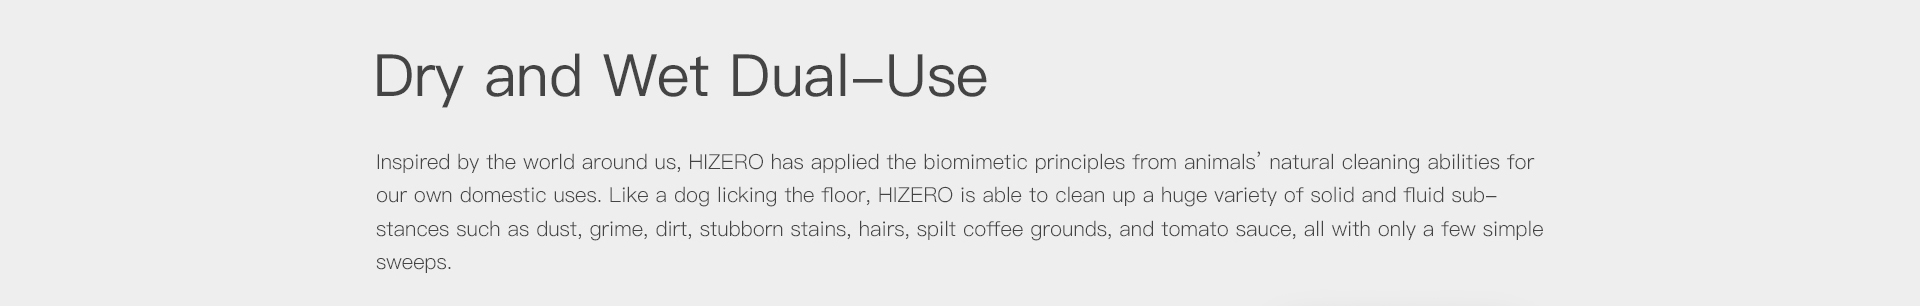 Dry and Wet Dual–Use
Inspired by the world around us, HIZERO has applied the biomimetic principles from animals’ natural cleaning abilities for
our own domestic uses. Like a dog licking the floor, HIZERO is able to clean up a huge variety of solid and fluid sub–
stances such as dust, grime, dirt, stubborn stains, hairs, spilt coffee grounds, and tomato sauce, all with only a few simple
sweeps.